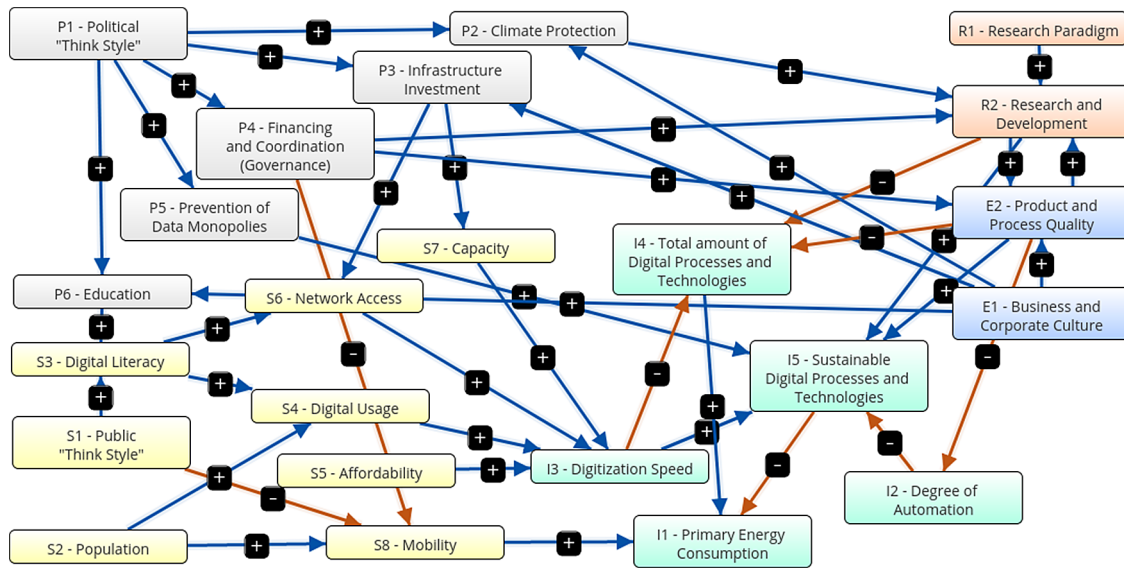 P1 - Political
"Think Style"
P2 - Climate Protection
R1 - Research Paradigm
P3 - Infrastructure
Investment
R2 - Research and
Development
P4 - Financing
and Coordination
(Governance)
P5 - Prevention of
Data Monopolies
E2 - Product and
Process Quality
S7 - Capacity
I4 - Total amount of
Digital Processes and
Technologies
P6 - Education
S6 - Network Access
E1 - Business and
Corporate Culture
S3 - Digital Literacy
I5 - Sustainable
Digital Processes and
Technologies
S4 - Digital Usage
S1 - Public
"Think Style"
S5 - Affordability
I3 - Digitization Speed
I2 - Degree of
Automation
S2 - Population
S8 - Mobility
I1 - Primary Energy
Consumption